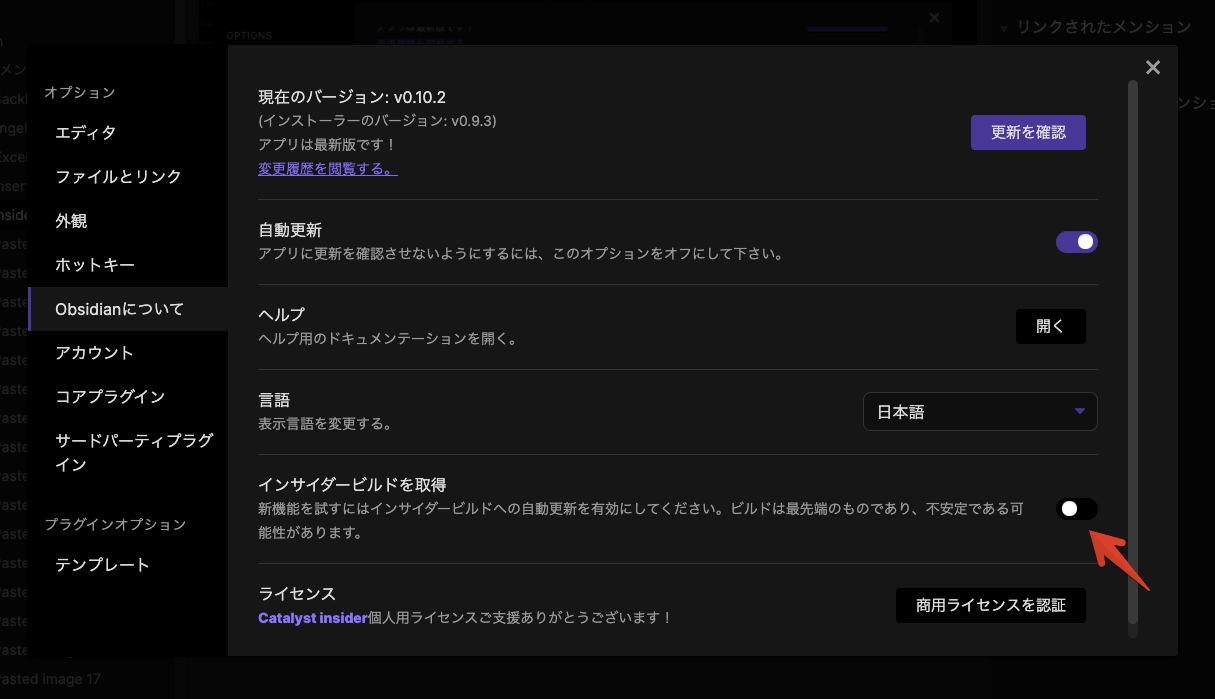 OPTIONS
リンクされたメンション
オプション
エディタ
ファイルとリンク
外観
ホットキー
Obsidianについて
アカウント
コアプラグイン
サードパーティプラグ
イン
プラグインオプション
テンプレート
現在のバージョン: v0.10.2
(インストーラーのバージョン: v0.9.3)
アプリは最新版です！
変更履歴を閲覧する。
更新を確認
自動更新
アプリに更新を確認させないようにするには、このオプションをオフにして下さい。
ヘルプ
ヘルプ用のドキュメンテーションを開く。
開く
言語
表示言語を変更する。
日本語
インサイダービルドを取得
新機能を試すにはインサイダービルドへの自動更新を有効にしてください。ビルドは最先端のものであり、不安定である可
能性があります。
ライセンス
Catalyst insider個人用ライセンスご支援ありがとうございます！
商用ライセンスを認証
asted image 17